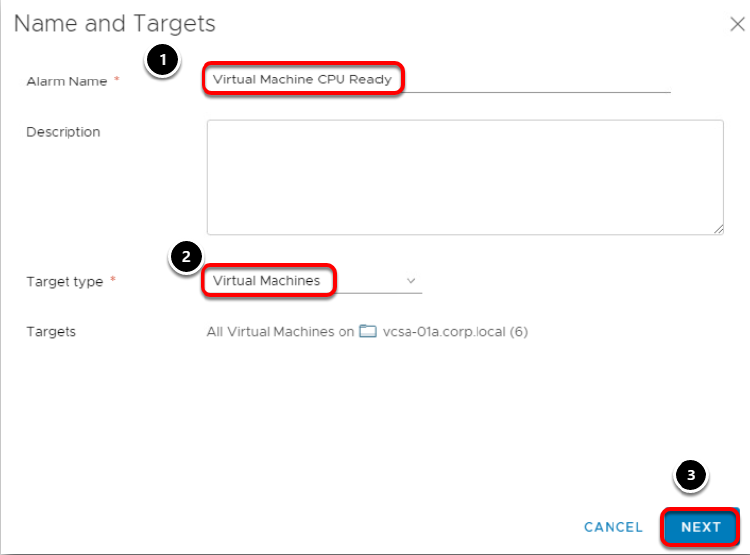 Name and Targets
1
Alarm Name * Virtual Machine CPU Ready
Description
2
Target type * Virtual Machines
Targets All Virtual Machines on vcsa-01a.corp.local (6)
3
CANCEL NEXT